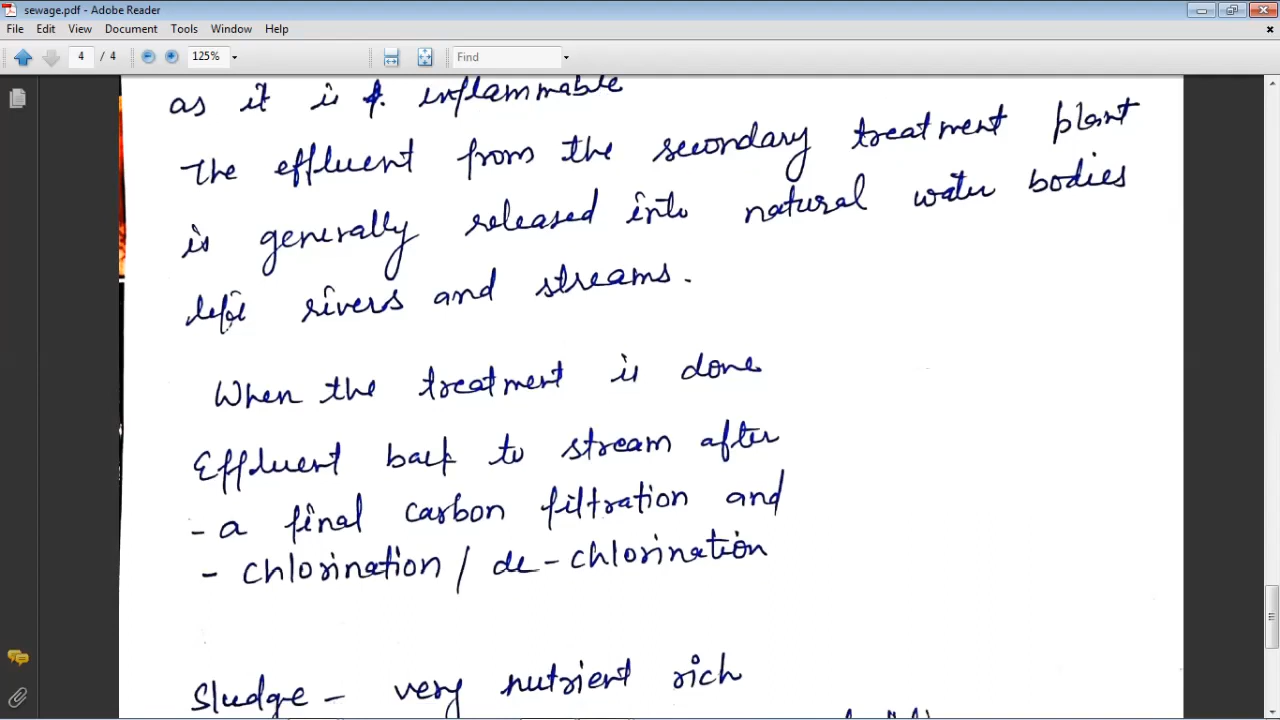 sewage.pdf - Adobe Reader
File Edit View Document Tools Window Help
4 / 4 125% Find
as it is inflammable
The effluent from the secondary treatment plant
is generally released into natural water bodies
like rivers and streams.
When the treatment is done
Effluent back to stream after
- a final carbon filtration and
- chlorination / de-chlorination
Sludge - very nutrient rich